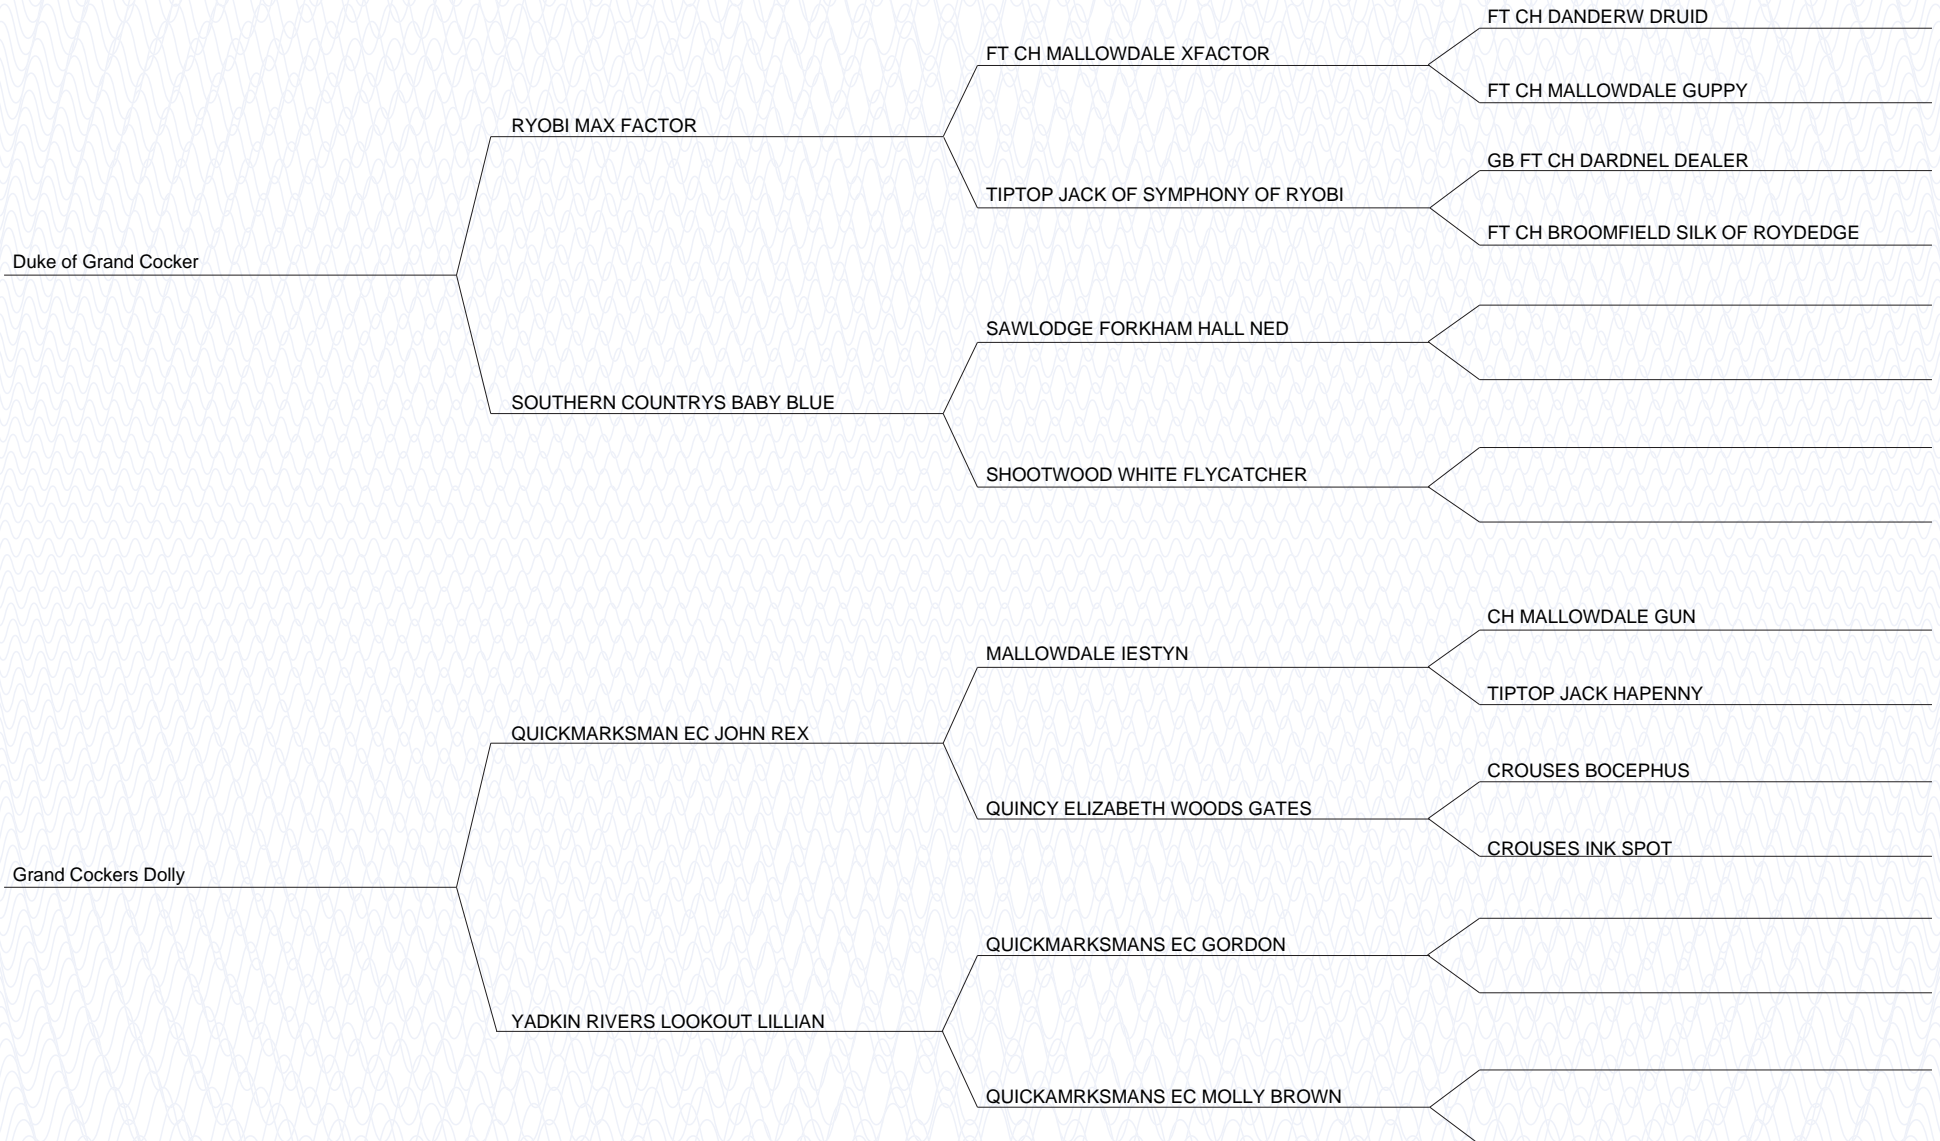 FT CH DANDERW DRUID
FT CH MALLOWDALE XFACTOR
FT CH MALLOWDALE GUPPY
RYOBI MAX FACTOR
GB FT CH DARDNEL DEALER
TIPTOP JACK OF SYMPHONY OF RYOBI
FT CH BROOMFIELD SILK OF ROYDEDGE
Duke of Grand Cocker
SAWLODGE FORKHAM HALL NED
SOUTHERN COUNTRYS BABY BLUE
SHOOTWOOD WHITE FLYCATCHER
CH MALLOWDALE GUN
MALLOWDALE IESTYN
TIPTOP JACK HAPENNY
QUICKMARKSMAN EC JOHN REX
CROUSES BOCEPHUS
QUINCY ELIZABETH WOODS GATES
CROUSES INK SPOT
Grand Cockers Dolly
QUICKMARKSMANS EC GORDON
YADKIN RIVERS LOOKOUT LILLIAN
QUICKAMRKSMANS EC MOLLY BROWN